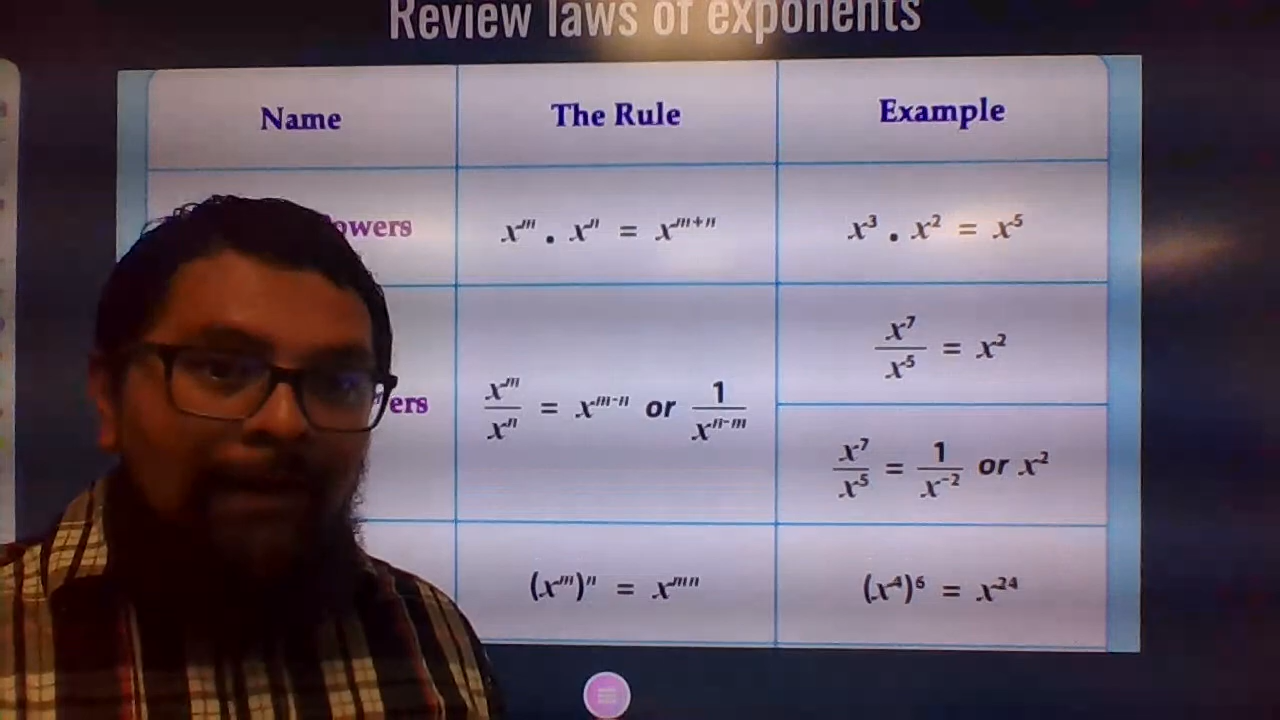 Review laws of exponents
Name The Rule Example
owers xᵐ . xⁿ = xᵐ⁺ⁿ x³ . x² = x⁵
x⁷/x⁵ = x²
ers xᵐ/xⁿ = xᵐ⁻ⁿ or 1/xⁿ⁻ᵐ
x⁷/x⁵ = 1/x⁻² or x²
(xᵐ)ⁿ = xᵐⁿ (x⁴)⁶ = x²⁴